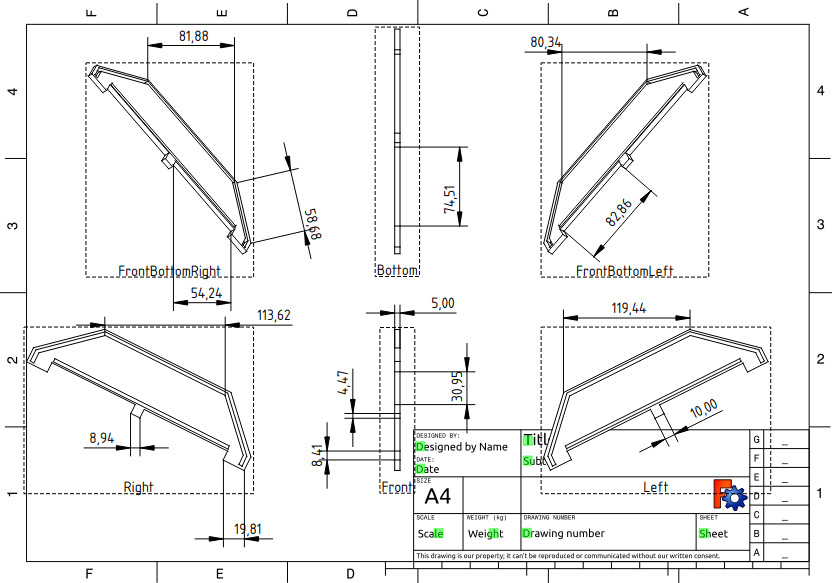 F E D C B A
81,88
80,34
4 4
74,51
58,68
82,86
3 3
FrontBottomRight
Bottom
FrontBottomLeft
54,24
113,62
5,00
119,44
2 2
4,47
30,95
10,00
8,94
8,41
DESIGNED BY:
Designed by Name
Titl
G _
DATE:
Date
Subt
F _
Right
Front
Left
SIZE
A4
E _
D _
1 1
SCALE
Scale
WEIGHT (kg)
Weight
DRAWING NUMBER
Drawing number
SHEET
Sheet
C _
B _
19,81
This drawing is our property; it can't be reproduced or communicated without our written consent.
A _
F E D